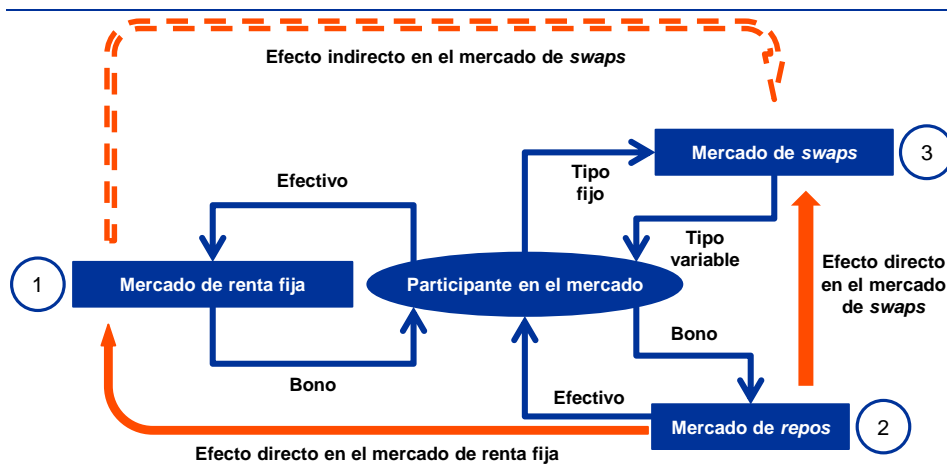 Efecto indirecto en el mercado de swaps
Mercado de swaps
3
Efectivo
Tipo
fijo
Tipo
variable
1
Mercado de renta fija
Participante en el mercado
Efecto directo
en el mercado
de swaps
Bono
Bono
Efectivo
Mercado de repos
2
Efecto directo en el mercado de renta fija